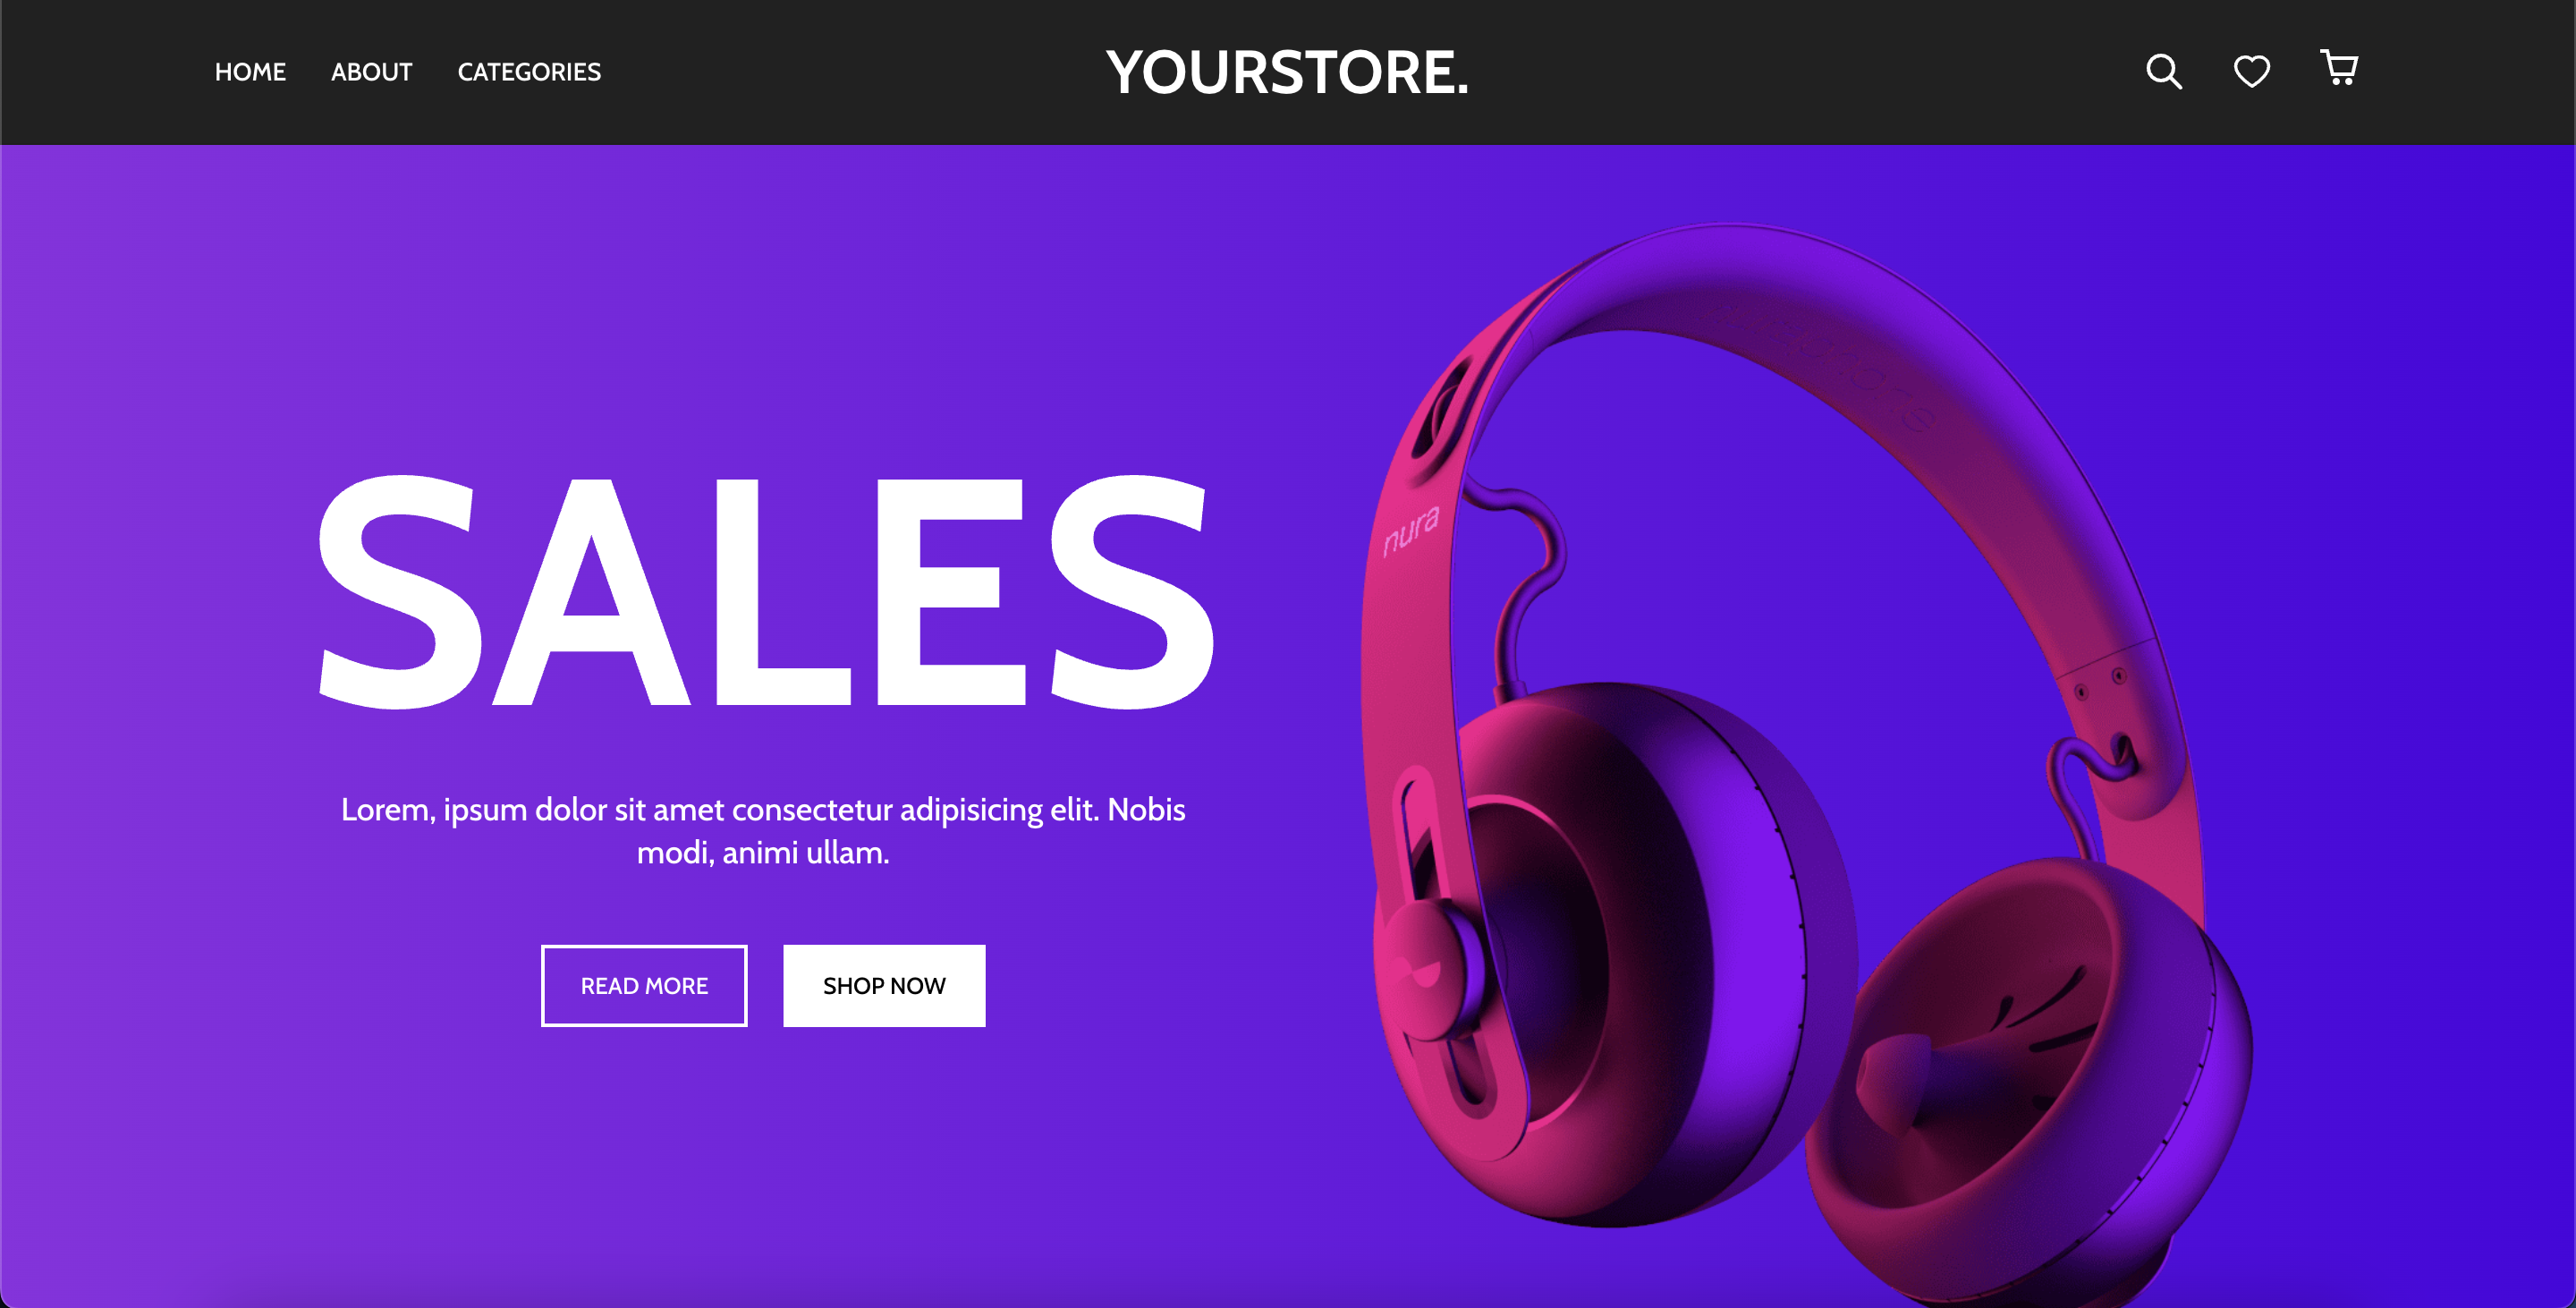 HOME ABOUT CATEGORIES
YOURSTORE.
SALES
Lorem, ipsum dolor sit amet consectetur adipisicing elit. Nobis
modi, animi ullam.
READ MORE
SHOP NOW
nura